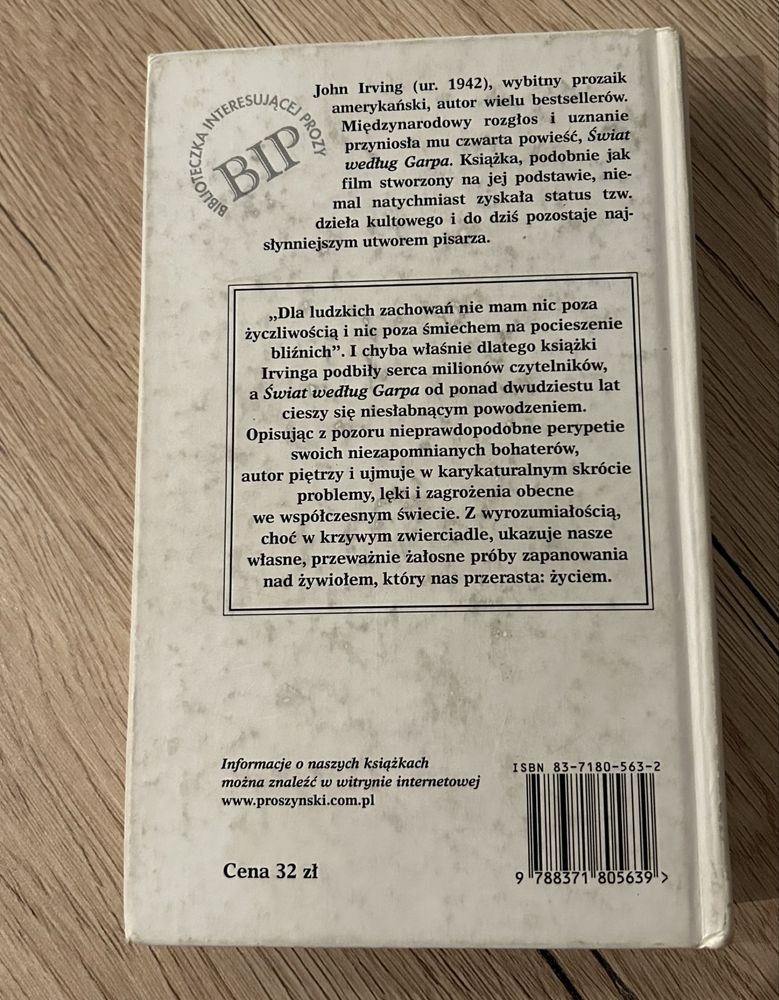 BIBLIOTECZKA INTERESUJĄCEJ PROZY
BIP
John Irving (ur. 1942), wybitny prozaik
amerykański, autor wielu bestsellerów.
Międzynarodowy rozgłos i uznanie
przyniosła mu czwarta powieść, Świat
według Garpa. Książka, podobnie jak
film stworzony na jej podstawie, nie-
mal natychmiast zyskała status tzw.
dzieła kultowego i do dziś pozostaje naj-
słynniejszym utworem pisarza.
„Dla ludzkich zachowań nie mam nic poza
życzliwością i nic poza śmiechem na pocieszenie
bliźnich”. I chyba właśnie dlatego książki
Irvinga podbiły serca milionów czytelników,
a Świat według Garpa od ponad dwudziestu lat
cieszy się niesłabnącym powodzeniem.
Opisując z pozoru nieprawdopodobne perypetie
swoich niezapomnianych bohaterów,
autor piętrzy i ujmuje w karykaturalnym skrócie
problemy, lęki i zagrożenia obecne
we współczesnym świecie. Z wyrozumiałością,
choć w krzywym zwierciadle, ukazuje nasze
własne, przeważnie żałosne próby zapanowania
nad żywiołem, który nas przerasta: życiem.
Informacje o naszych książkach
można znaleźć w witrynie internetowej
www.proszynski.com.pl
Cena 32 zł
ISBN 83-7180-563-2
9 788371 805639 >